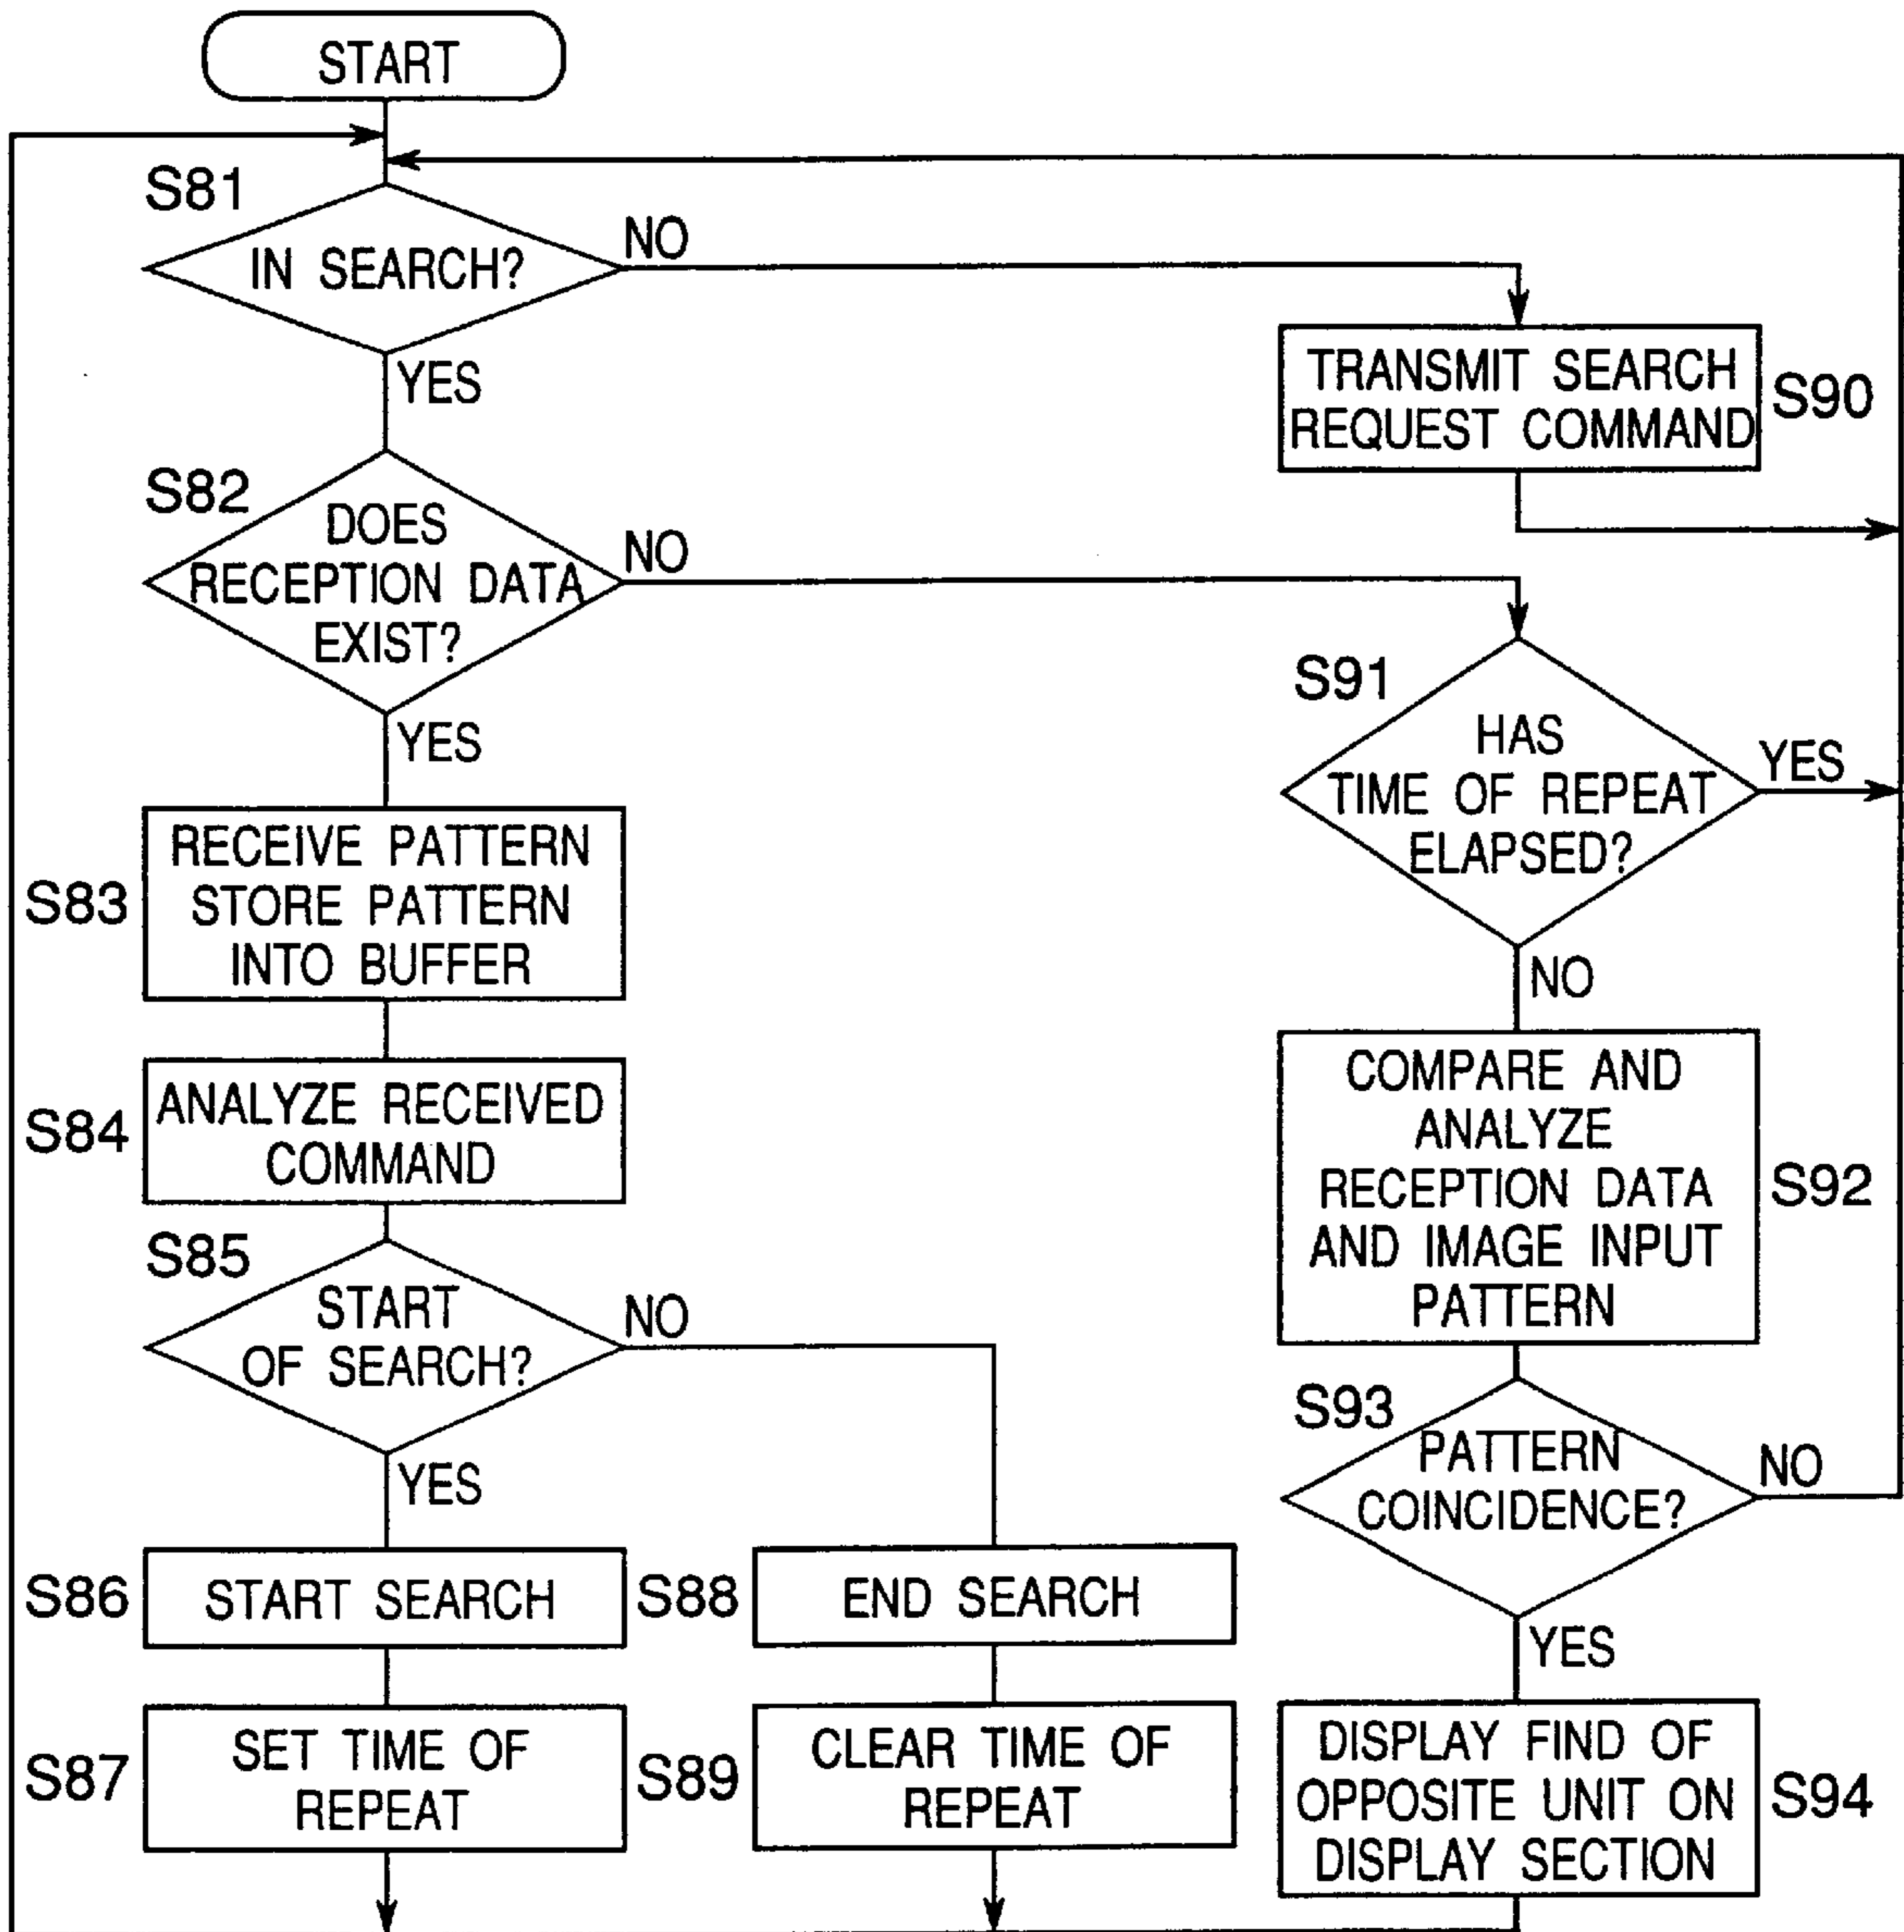 START
S81
IN SEARCH?
NO
YES
TRANSMIT SEARCH
REQUEST COMMAND
S90
S82
DOES
RECEPTION DATA
EXIST?
NO
YES
S91
HAS
TIME OF REPEAT
ELAPSED?
YES
NO
S83
RECEIVE PATTERN
STORE PATTERN
INTO BUFFER
S84
ANALYZE RECEIVED
COMMAND
COMPARE AND
ANALYZE
RECEPTION DATA
AND IMAGE INPUT
PATTERN
S92
S85
START
OF SEARCH?
NO
YES
S93
PATTERN
COINCIDENCE?
NO
YES
S86
START SEARCH
S88
END SEARCH
S87
SET TIME OF
REPEAT
S89
CLEAR TIME OF
REPEAT
DISPLAY FIND OF
OPPOSITE UNIT ON
DISPLAY SECTION
S94